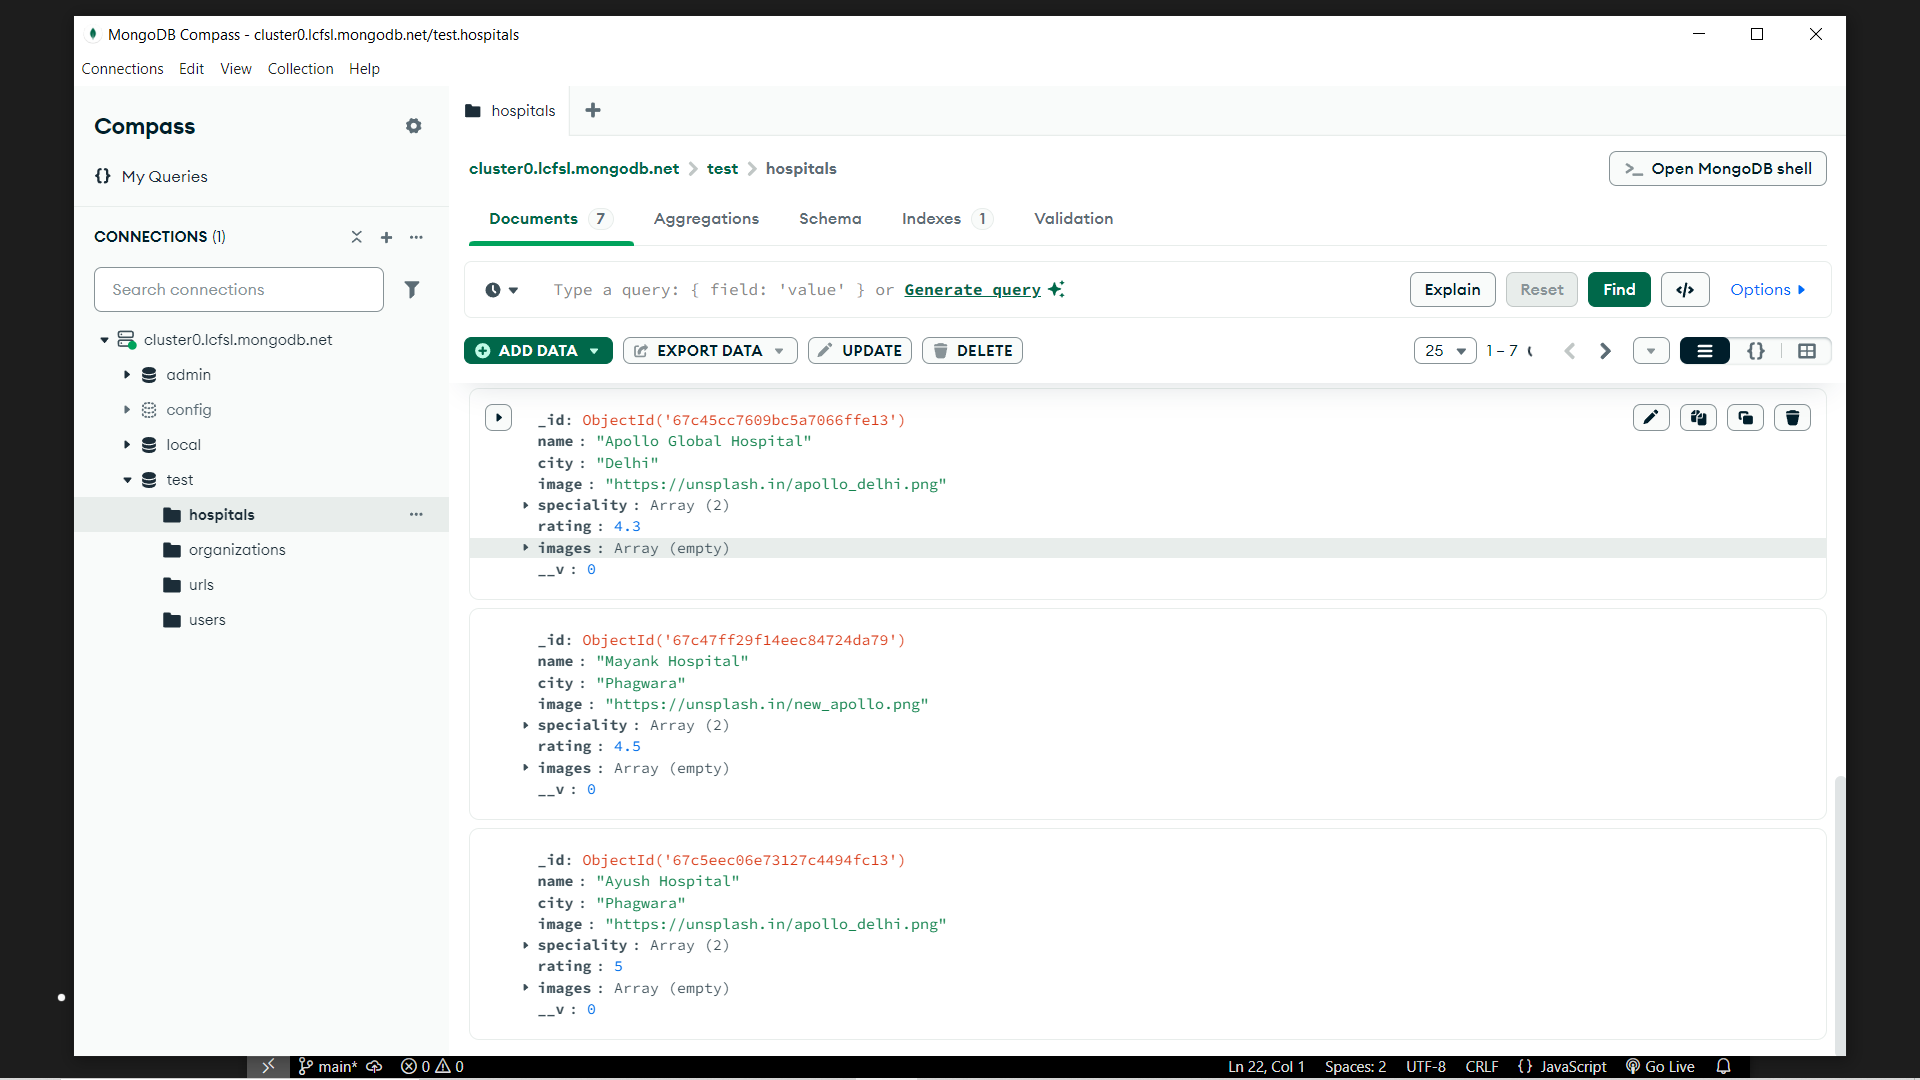 MongoDB Compass - cluster0.lcfsl.mongodb.net/test.hospitals
Connections Edit View Collection Help
Compass
My Queries
CONNECTIONS (1)
Search connections
cluster0.lcfsl.mongodb.net
admin
config
local
test
hospitals
organizations
urls
users
hospitals
cluster0.lcfsl.mongodb.net > test > hospitals
Open MongoDB shell
Documents 7 Aggregations Schema Indexes 1 Validation
Type a query: { field: 'value' } or Generate query
Explain Reset Find </> Options
ADD DATA EXPORT DATA UPDATE DELETE
25 1 – 7
_id: ObjectId('67c45cc7609bc5a7066ffe13')
name : "Apollo Global Hospital"
city : "Delhi"
image : "https://unsplash.in/apollo_delhi.png"
speciality : Array (2)
rating : 4.3
images : Array (empty)
__v : 0
_id: ObjectId('67c47ff29f14eec84724da79')
name : "Mayank Hospital"
city : "Phagwara"
image : "https://unsplash.in/new_apollo.png"
speciality : Array (2)
rating : 4.5
images : Array (empty)
__v : 0
_id: ObjectId('67c5eec06e73127c4494fc13')
name : "Ayush Hospital"
city : "Phagwara"
image : "https://unsplash.in/apollo_delhi.png"
speciality : Array (2)
rating : 5
images : Array (empty)
__v : 0
main* 0 0 Ln 22, Col 1 Spaces: 2 UTF-8 CRLF {} JavaScript Go Live